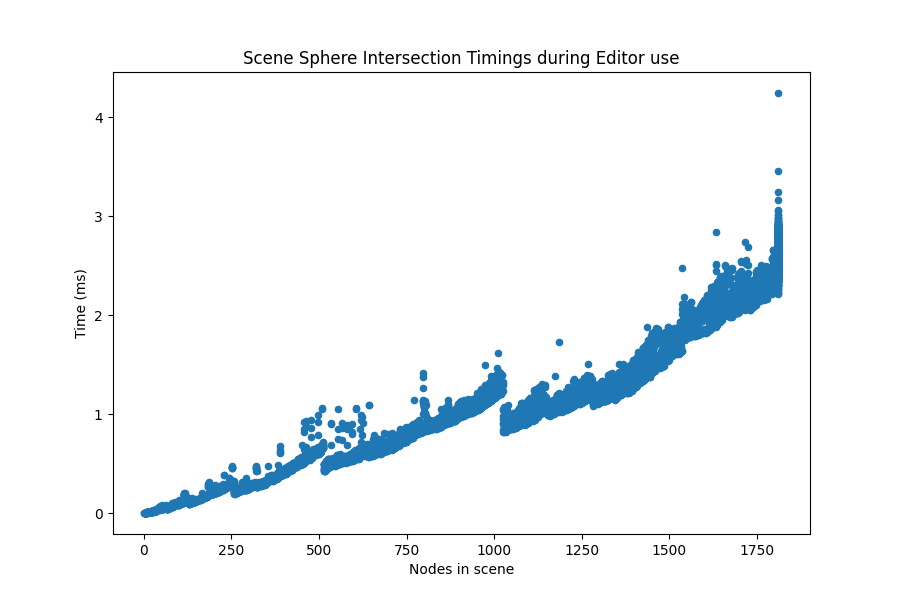 Scene Sphere Intersection Timings during Editor use
4
3
2
1
0
Time (ms)
0 250 500 750 1000 1250 1500 1750
Nodes in scene